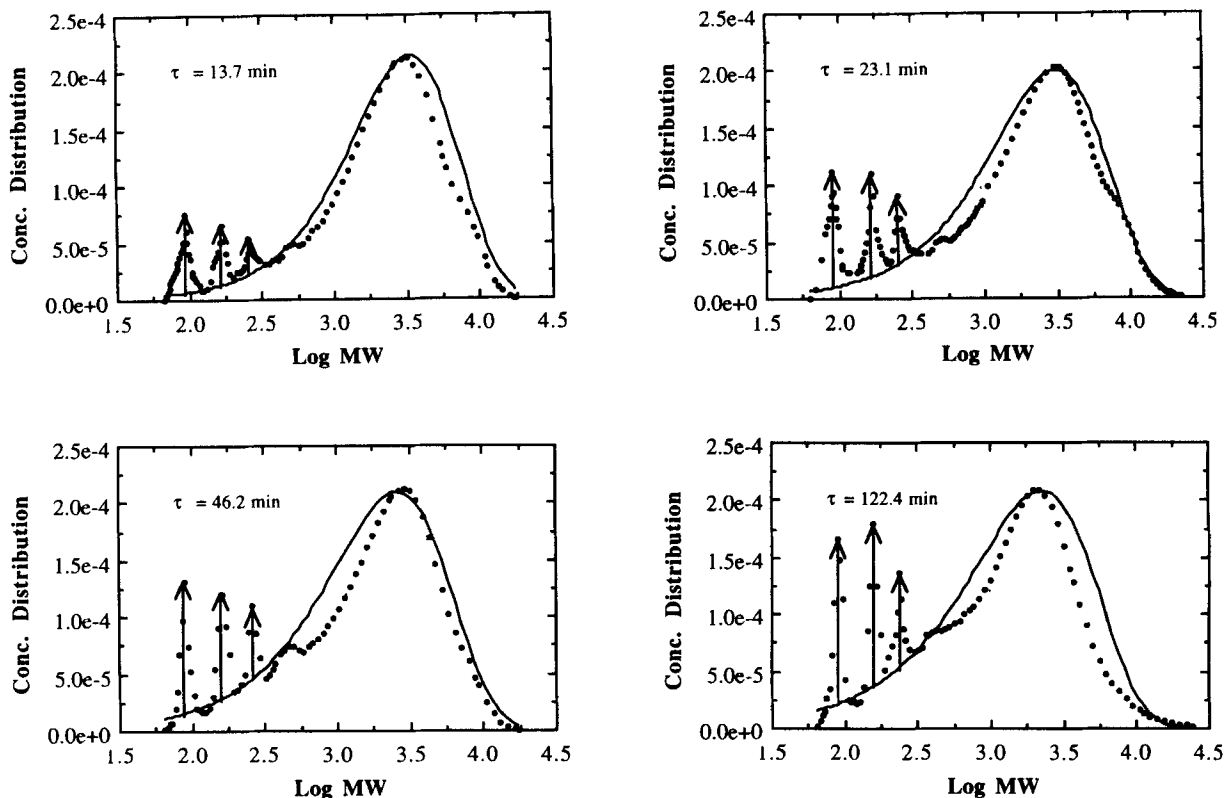 2.5e-4
2.0e-4
1.5e-4
1.0e-4
5.0e-5
0.0e+0
Conc. Distribution
τ = 13.7 min
1.5 2.0 2.5 3.0 3.5 4.0 4.5
Log MW
2.5e-4
2.0e-4
1.5e-4
1.0e-4
5.0e-5
0.0e+0
Conc. Distribution
τ = 23.1 min
1.5 2.0 2.5 3.0 3.5 4.0 4.5
Log MW
2.5e-4
2.0e-4
1.5e-4
1.0e-4
5.0e-5
0.0e+0
Conc. Distribution
τ = 46.2 min
1.5 2.0 2.5 3.0 3.5 4.0 4.5
Log MW
2.5e-4
2.0e-4
1.5e-4
1.0e-4
5.0e-5
0.0e+0
Conc. Distribution
τ = 122.4 min
1.5 2.0 2.5 3.0 3.5 4.0 4.5
Log MW